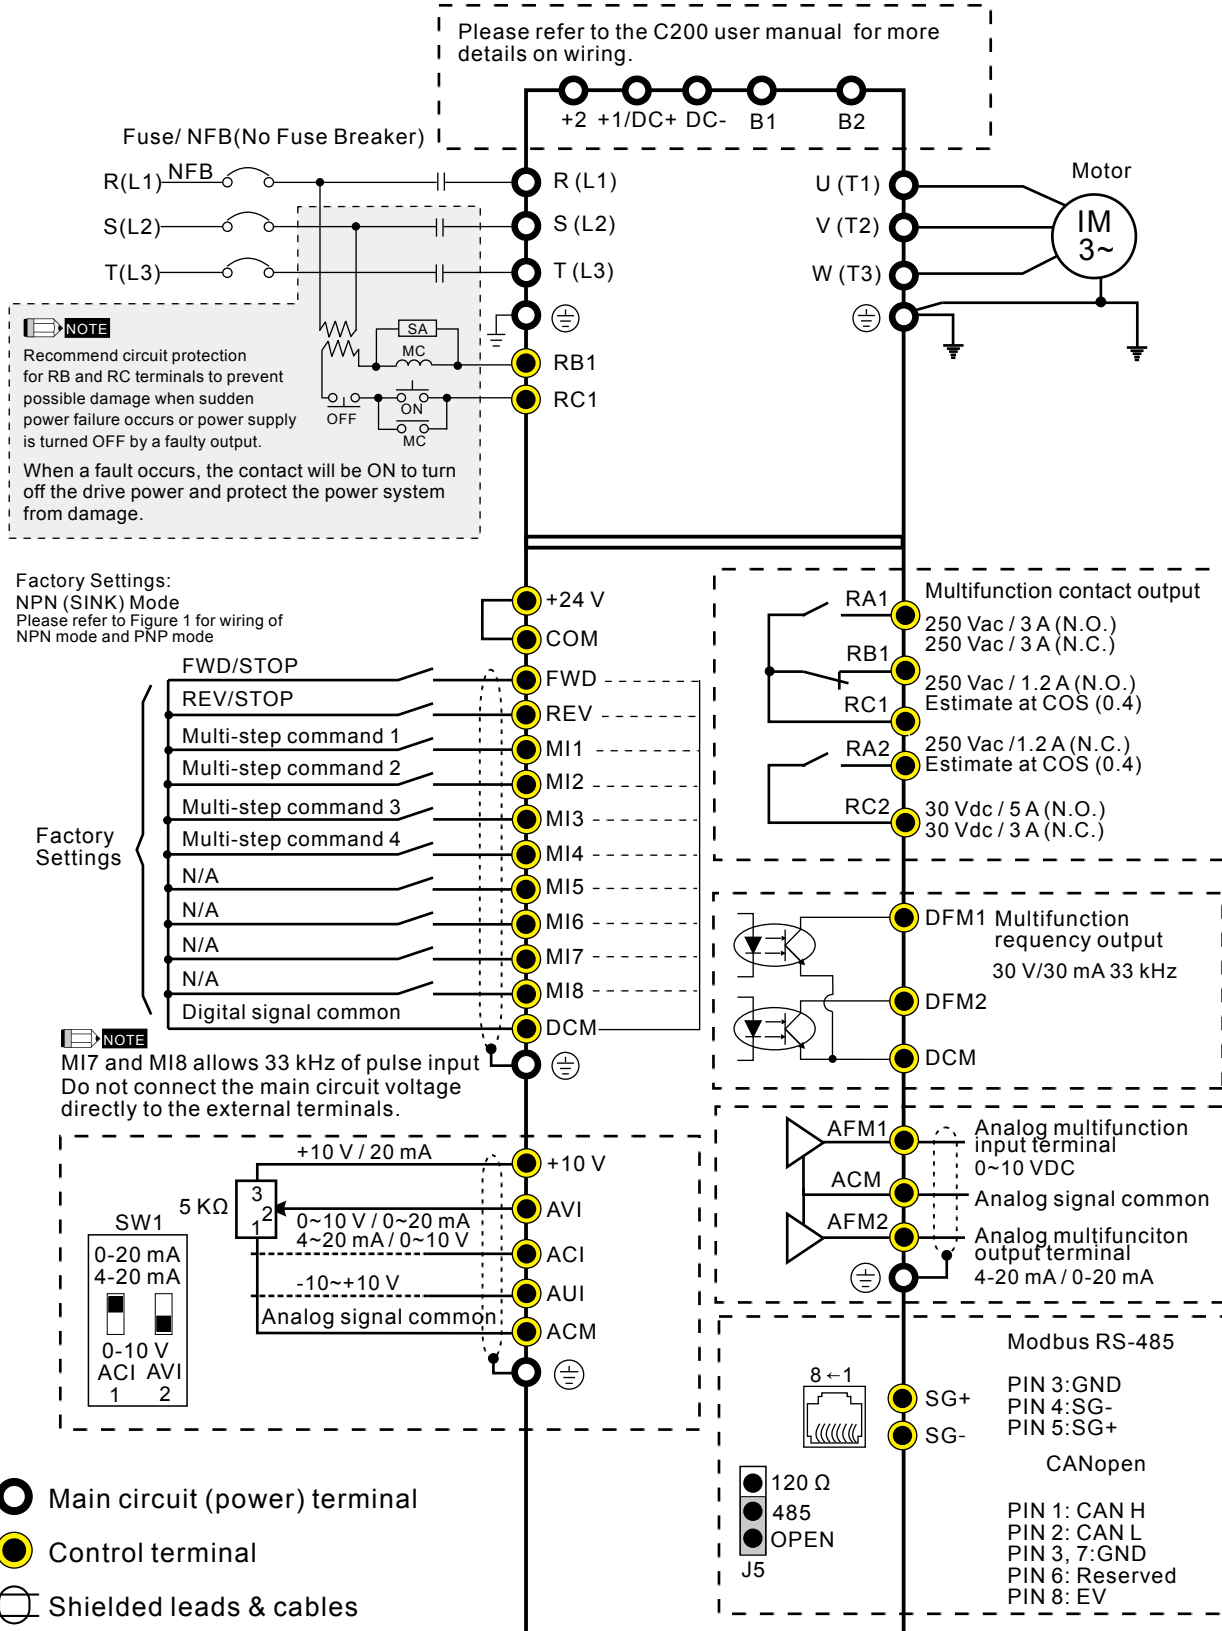 Please refer to the C200 user manual for more
details on wiring.
+2 +1/DC+ DC- B1 B2
Fuse/ NFB(No Fuse Breaker)
R(L1) NFB
S(L2)
T(L3)
R (L1)
S (L2)
T (L3)
RB1
RC1
U (T1)
V (T2)
W (T3)
Motor
IM
3~
SA
MC
ON
OFF
MC
NOTE
Recommend circuit protection
for RB and RC terminals to prevent
possible damage when sudden
power failure occurs or power supply
is turned OFF by a faulty output.
When a fault occurs, the contact will be ON to turn
off the drive power and protect the power system
from damage.
Factory Settings:
NPN (SINK) Mode
Please refer to Figure 1 for wiring of
NPN mode and PNP mode
+24 V
COM
FWD/STOP
FWD
REV/STOP
REV
Multi-step command 1
MI1
Multi-step command 2
MI2
Multi-step command 3
MI3
Multi-step command 4
MI4
Factory
Settings
N/A
MI5
N/A
MI6
N/A
MI7
N/A
MI8
Digital signal common
DCM
NOTE
MI7 and MI8 allows 33 kHz of pulse input
Do not connect the main circuit voltage
directly to the external terminals.
RA1
RB1
RC1
RA2
RC2
Multifunction contact output
250 Vac / 3 A (N.O.)
250 Vac / 3 A (N.C.)
250 Vac / 1.2 A (N.O.)
Estimate at COS (0.4)
250 Vac /1.2 A (N.C.)
Estimate at COS (0.4)
30 Vdc / 5 A (N.O.)
30 Vdc / 3 A (N.C.)
DFM1
Multifunction
requency output
30 V/30 mA 33 kHz
DFM2
DCM
+10 V / 20 mA
+10 V
5 KΩ
3
2
1
AVI
0~10 V / 0~20 mA
4~20 mA / 0~10 V
ACI
-10~+10 V
AUI
Analog signal common
ACM
SW1
0-20 mA
4-20 mA
0-10 V
ACI AVI
1 2
AFM1
Analog multifunction
input terminal
0~10 VDC
ACM
Analog signal common
AFM2
Analog multifunciton
output terminal
4-20 mA / 0-20 mA
Modbus RS-485
8←1
SG+
SG-
PIN 3:GND
PIN 4:SG-
PIN 5:SG+
CANopen
PIN 1: CAN H
PIN 2: CAN L
PIN 3, 7:GND
PIN 6: Reserved
PIN 8: EV
120 Ω
485
OPEN
J5
Main circuit (power) terminal
Control terminal
Shielded leads & cables